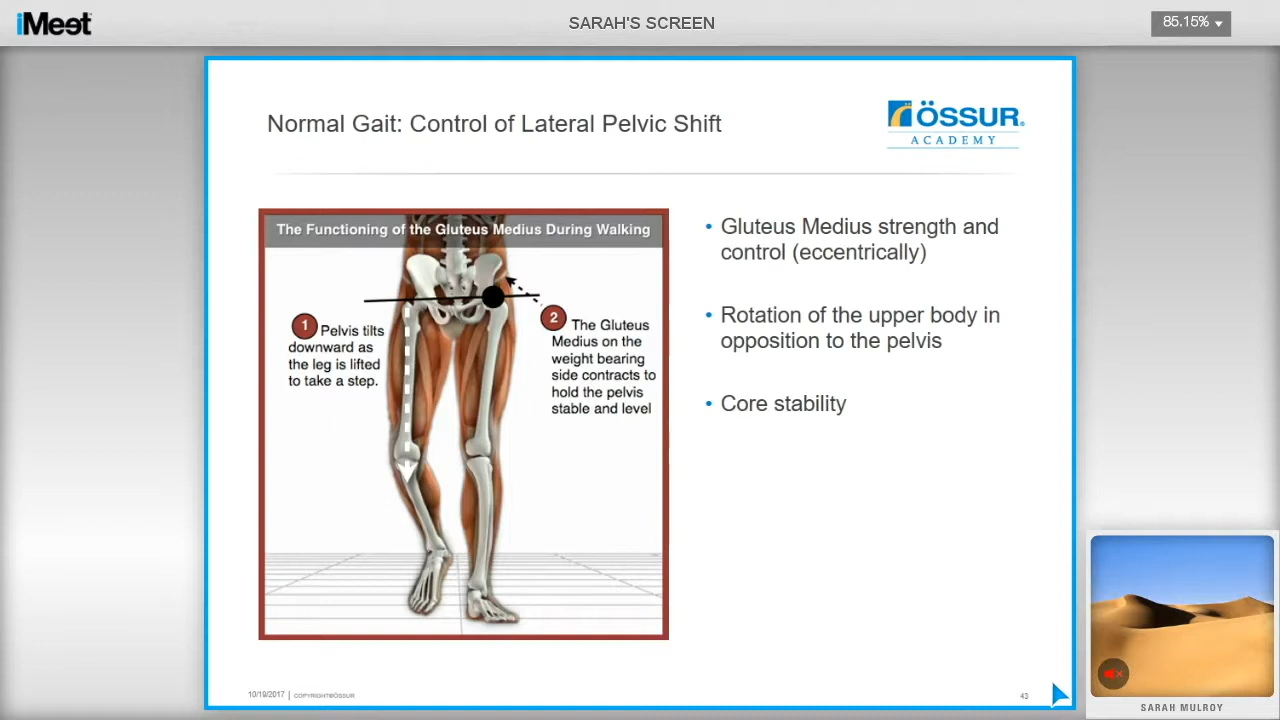 iMeet
SARAH'S SCREEN
85.15%
Normal Gait: Control of Lateral Pelvic Shift
ÖSSUR®
ACADEMY
The Functioning of the Gluteus Medius During Walking
1 Pelvis tilts
downward as
the leg is lifted
to take a step.
2 The Gluteus
Medius on the
weight bearing
side contracts to
hold the pelvis
stable and level
• Gluteus Medius strength and
control (eccentrically)
• Rotation of the upper body in
opposition to the pelvis
• Core stability
10/19/2017 | COPYRIGHT©ÖSSUR
43
SARAH MULROY